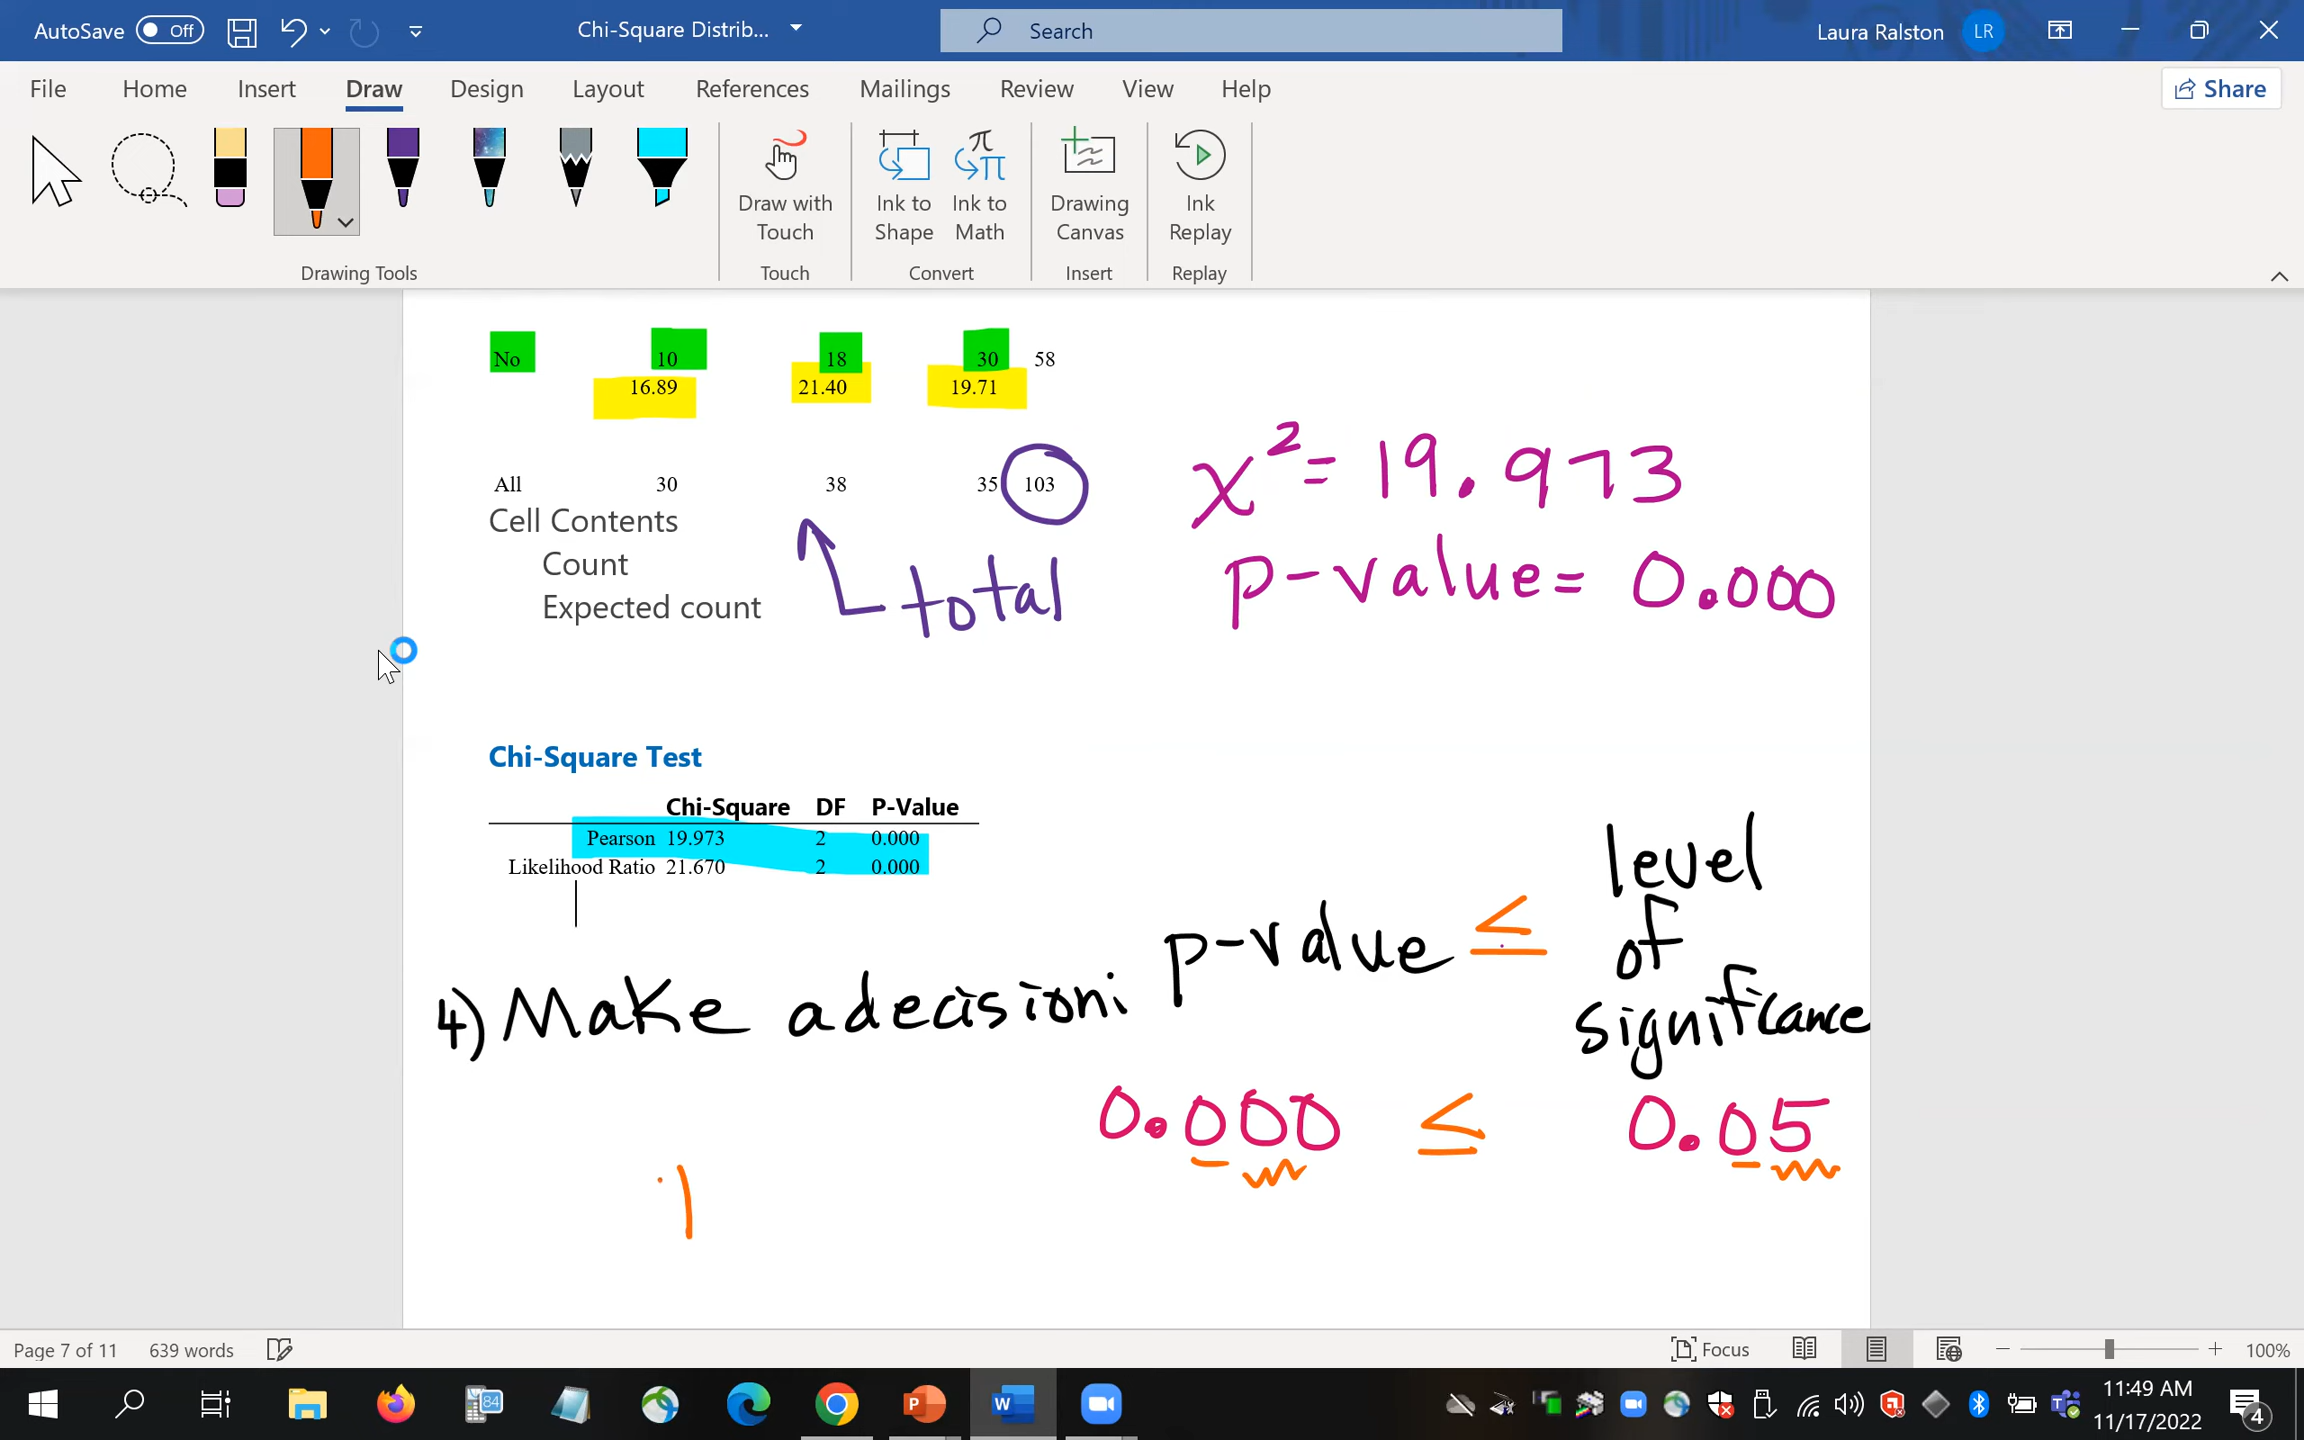 AutoSave Off Chi-Square Distrib... Search Laura Ralston LR
File Home Insert Draw Design Layout References Mailings Review View Help Share
Draw with Touch
Ink to Shape
Ink to Math
Drawing Canvas
Ink Replay
Drawing Tools Touch Convert Insert Replay
No 10 18 30 58
16.89 21.40 19.71
All 30 38 35 103
Cell Contents
Count
Expected count
total
χ²= 19.973
p-value= 0.000
Chi-Square Test
Chi-Square DF P-Value
Pearson 19.973 2 0.000
Likelihood Ratio 21.670 2 0.000
4) Make a decision: p-value ≤ level of significance
0.000 ≤ 0.05
Page 7 of 11 639 words Focus 100%
84
11:49 AM
11/17/2022
4